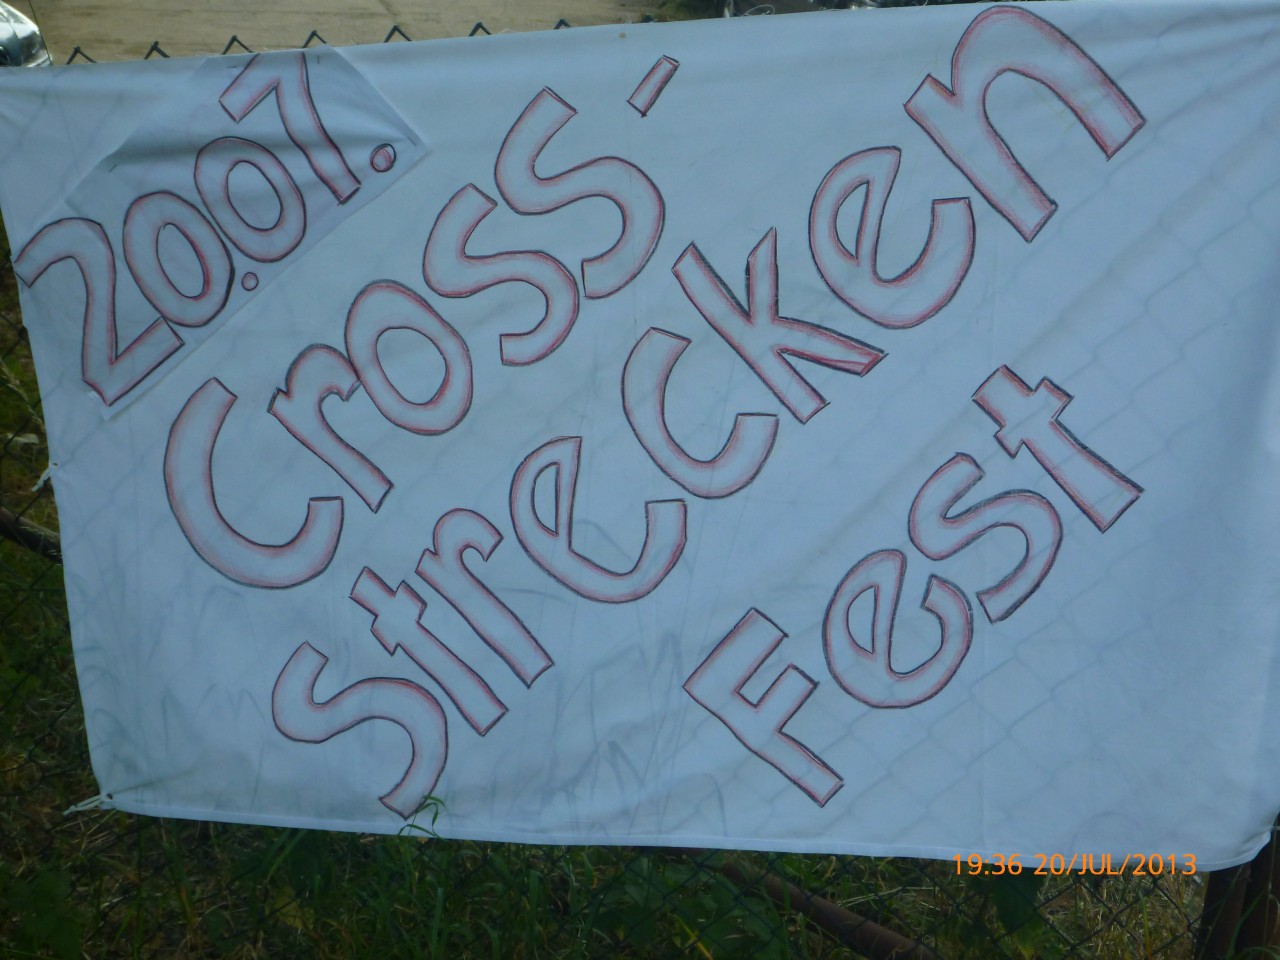 20.07.
Cross-
Strecken
Fest
19:36 20/JUL/2013